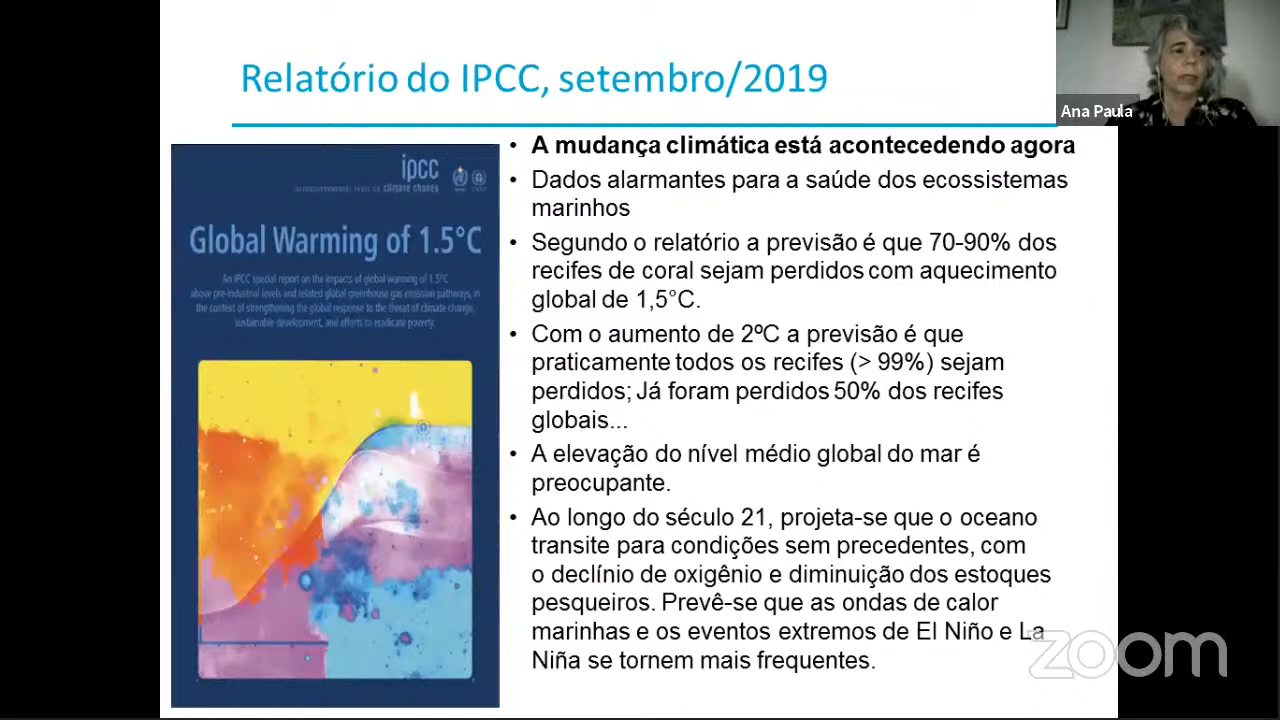 Relatório do IPCC, setembro/2019
Ana Paula
ipcc
INTERGOVERNMENTAL PANEL ON climate change
Global Warming of 1.5°C
An IPCC special report on the impacts of global warming of 1.5°C
above pre-industrial levels and related global greenhouse gas emission pathways, in
the context of strengthening the global response to the threat of climate change,
sustainable development, and efforts to eradicate poverty.
• A mudança climática está acontecedendo agora
• Dados alarmantes para a saúde dos ecossistemas
marinhos
• Segundo o relatório a previsão é que 70-90% dos
recifes de coral sejam perdidos com aquecimento
global de 1,5°C.
• Com o aumento de 2ºC a previsão é que
praticamente todos os recifes (> 99%) sejam
perdidos; Já foram perdidos 50% dos recifes
globais...
• A elevação do nível médio global do mar é
preocupante.
• Ao longo do século 21, projeta-se que o oceano
transite para condições sem precedentes, com
o declínio de oxigênio e diminuição dos estoques
pesqueiros. Prevê-se que as ondas de calor
marinhas e os eventos extremos de El Niño e La
Niña se tornem mais frequentes.
zoom